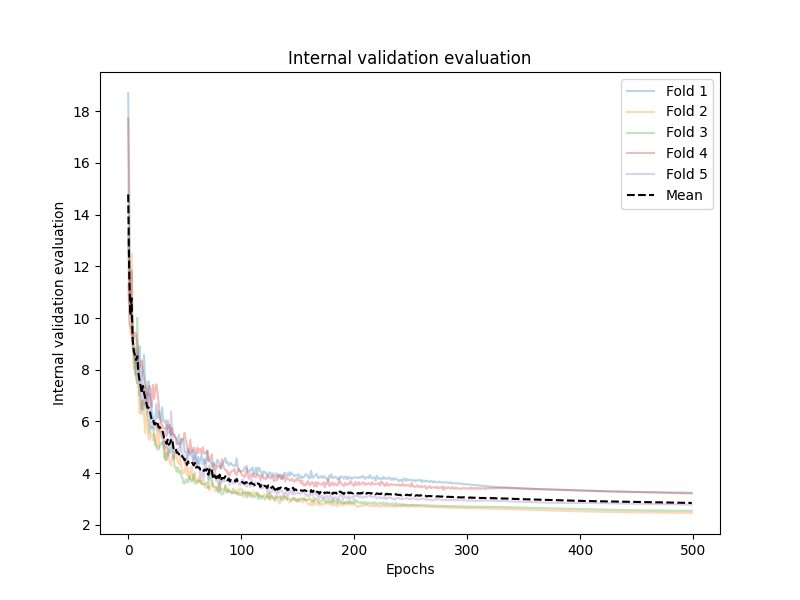 Internal validation evaluation
Fold 1
Fold 2
Fold 3
Fold 4
Fold 5
Mean
Internal validation evaluation
18
16
14
12
10
8
6
4
2
0
100
200
300
400
500
Epochs